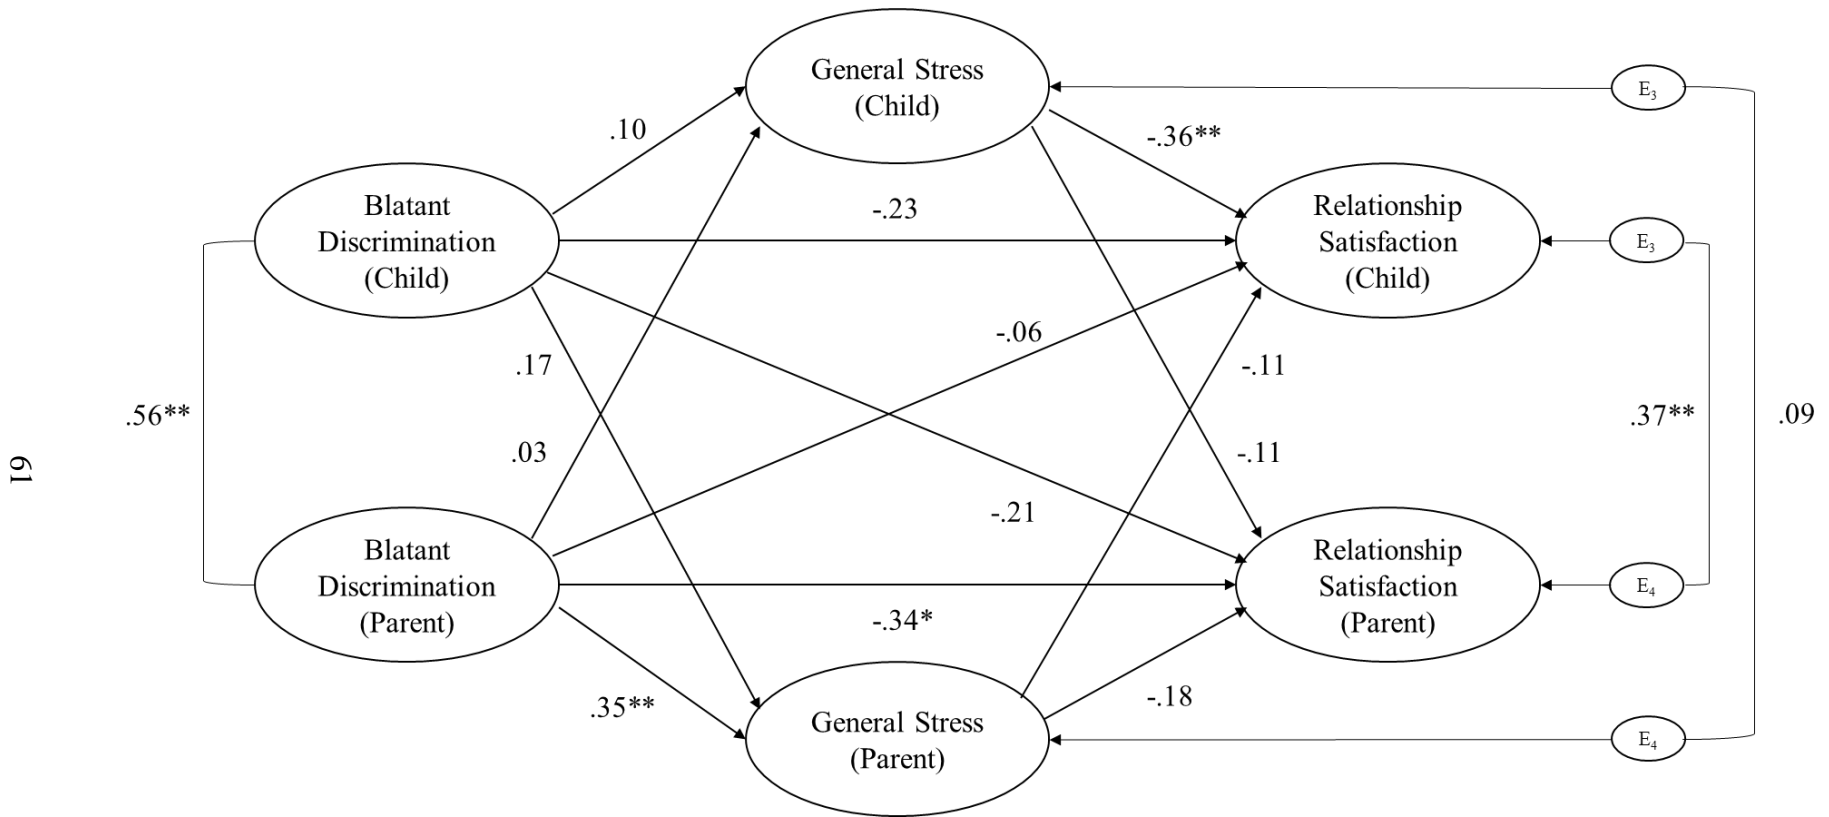 General Stress
(Child)
E3
.10
-.36**
Blatant
Discrimination
(Child)
-.23
Relationship
Satisfaction
(Child)
E3
-.06
.17
-.11
.56**
.37**
.09
.03
-.11
61
-.21
Blatant
Discrimination
(Parent)
Relationship
Satisfaction
(Parent)
E4
-.34*
.35**
-.18
General Stress
(Parent)
E4